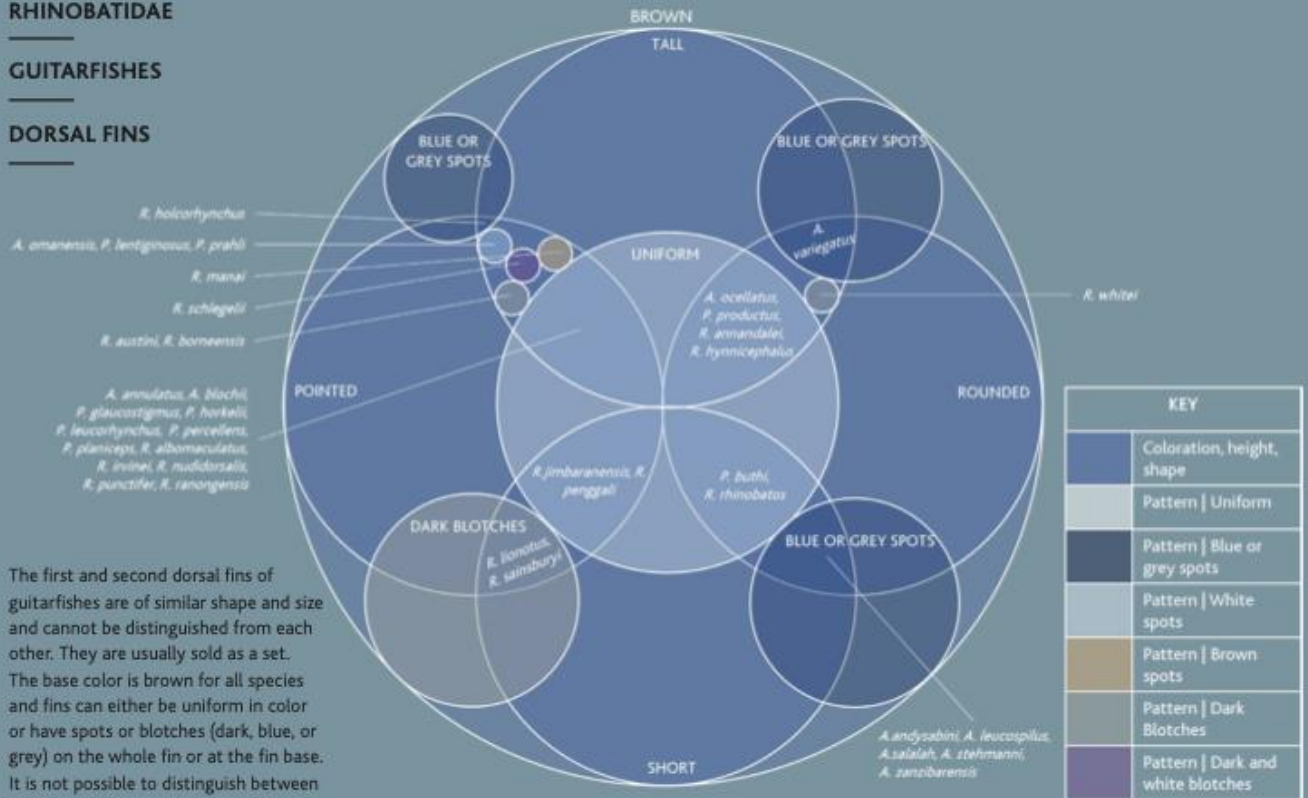 RHINOBATIDAE
GUITARFISHES
DORSAL FINS
BROWN
TALL
BLUE OR
GREY SPOTS
BLUE OR GREY SPOTS
R. holcorhynchus
A. omanensis, P. lentiginosus, P. prahli
R. manai
R. schlegelii
R. austini, R. borneensis
A. variegatus
UNIFORM
A. ocellatus,
P. productus,
R. annandalei,
R. hynnicephalus
R. whitei
POINTED
ROUNDED
A. annulatus, A. blochii,
P. glaucostigmus, P. horkelii,
P. leucorhynchus, P. percellens,
P. planiceps, R. albomaculatus,
R. irvinei, R. nudidorsalis,
R. punctifer, R. ranongensis
R.jimbaranensis, R.
penggali
P. buthi,
R. rhinobatos
DARK BLOTCHES
R. lionotus,
R. sainsburyi
BLUE OR GREY SPOTS
A.andysabini, A. leucospilus,
A.salalah, A. stehmanni,
A. zanzibarensis
SHORT
The first and second dorsal fins of
guitarfishes are of similar shape and size
and cannot be distinguished from each
other. They are usually sold as a set.
The base color is brown for all species
and fins can either be uniform in color
or have spots or blotches (dark, blue, or
grey) on the whole fin or at the fin base.
It is not possible to distinguish between
KEY
Coloration, height,
shape
Pattern | Uniform
Pattern | Blue or
grey spots
Pattern | White
spots
Pattern | Brown
spots
Pattern | Dark
Blotches
Pattern | Dark and
white blotches